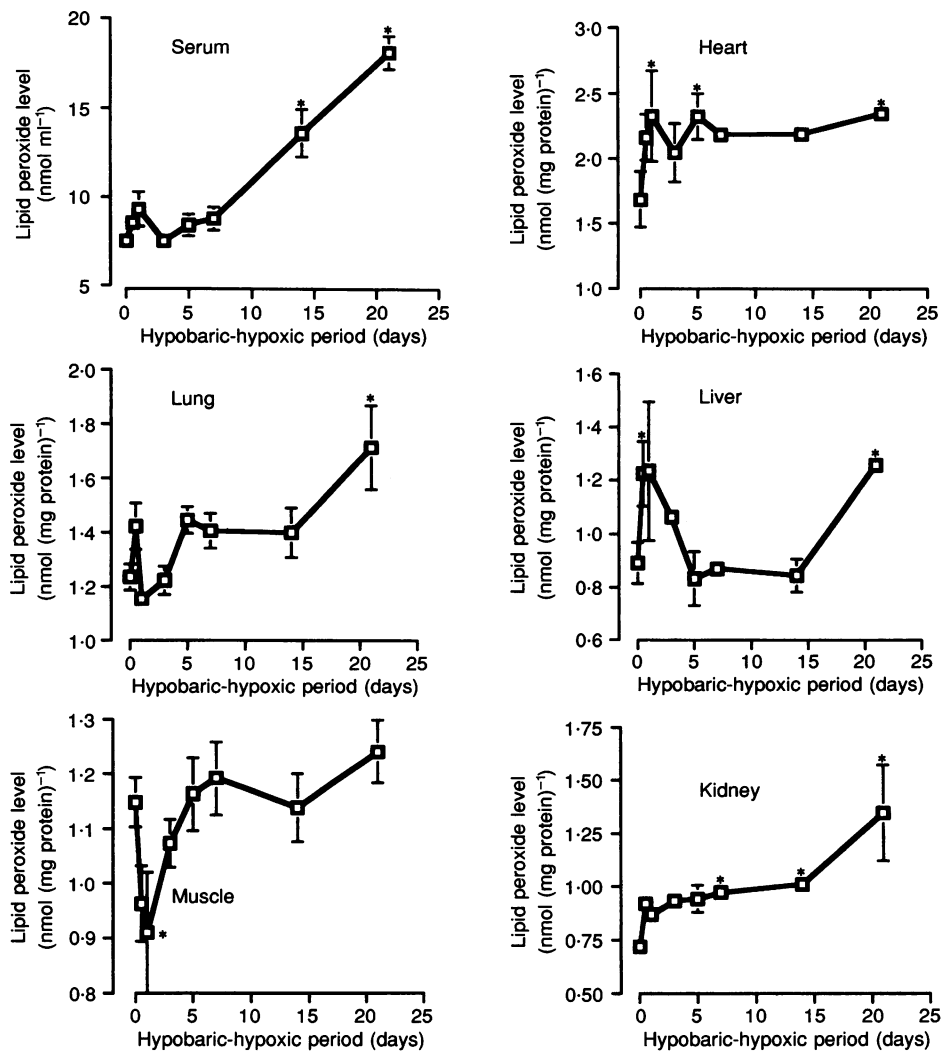 Serum
Lipid peroxide level
(nmol ml⁻¹)
20
15
10
5
0 5 10 15 20 25
Hypobaric-hypoxic period (days)
*
*
Heart
Lipid peroxide level
(nmol (mg protein)⁻¹
3·0
2·5
2·0
1·5
1·0
0 5 10 15 20 25
Hypobaric-hypoxic period (days)
*
*
*
Lung
Lipid peroxide level
(nmol (mg protein)⁻¹
2·0
1·8
1·6
1·4
1·2
1·0
0 5 10 15 20 25
Hypobaric-hypoxic period (days)
*
Liver
Lipid peroxide level
(nmol (mg protein)⁻¹
1·6
1·4
1·2
1·0
0·8
0·6
0 5 10 15 20 25
Hypobaric-hypoxic period (days)
*
*
Muscle
Lipid peroxide level
(nmol (mg protein)⁻¹
1·3
1·2
1·1
1·0
0·9
0·8
0 5 10 15 20 25
Hypobaric-hypoxic period (days)
*
Kidney
Lipid peroxide level
(nmol (mg protein)⁻¹
1·75
1·50
1·25
1·00
0·75
0·50
0 5 10 15 20 25
Hypobaric-hypoxic period (days)
*
*
*